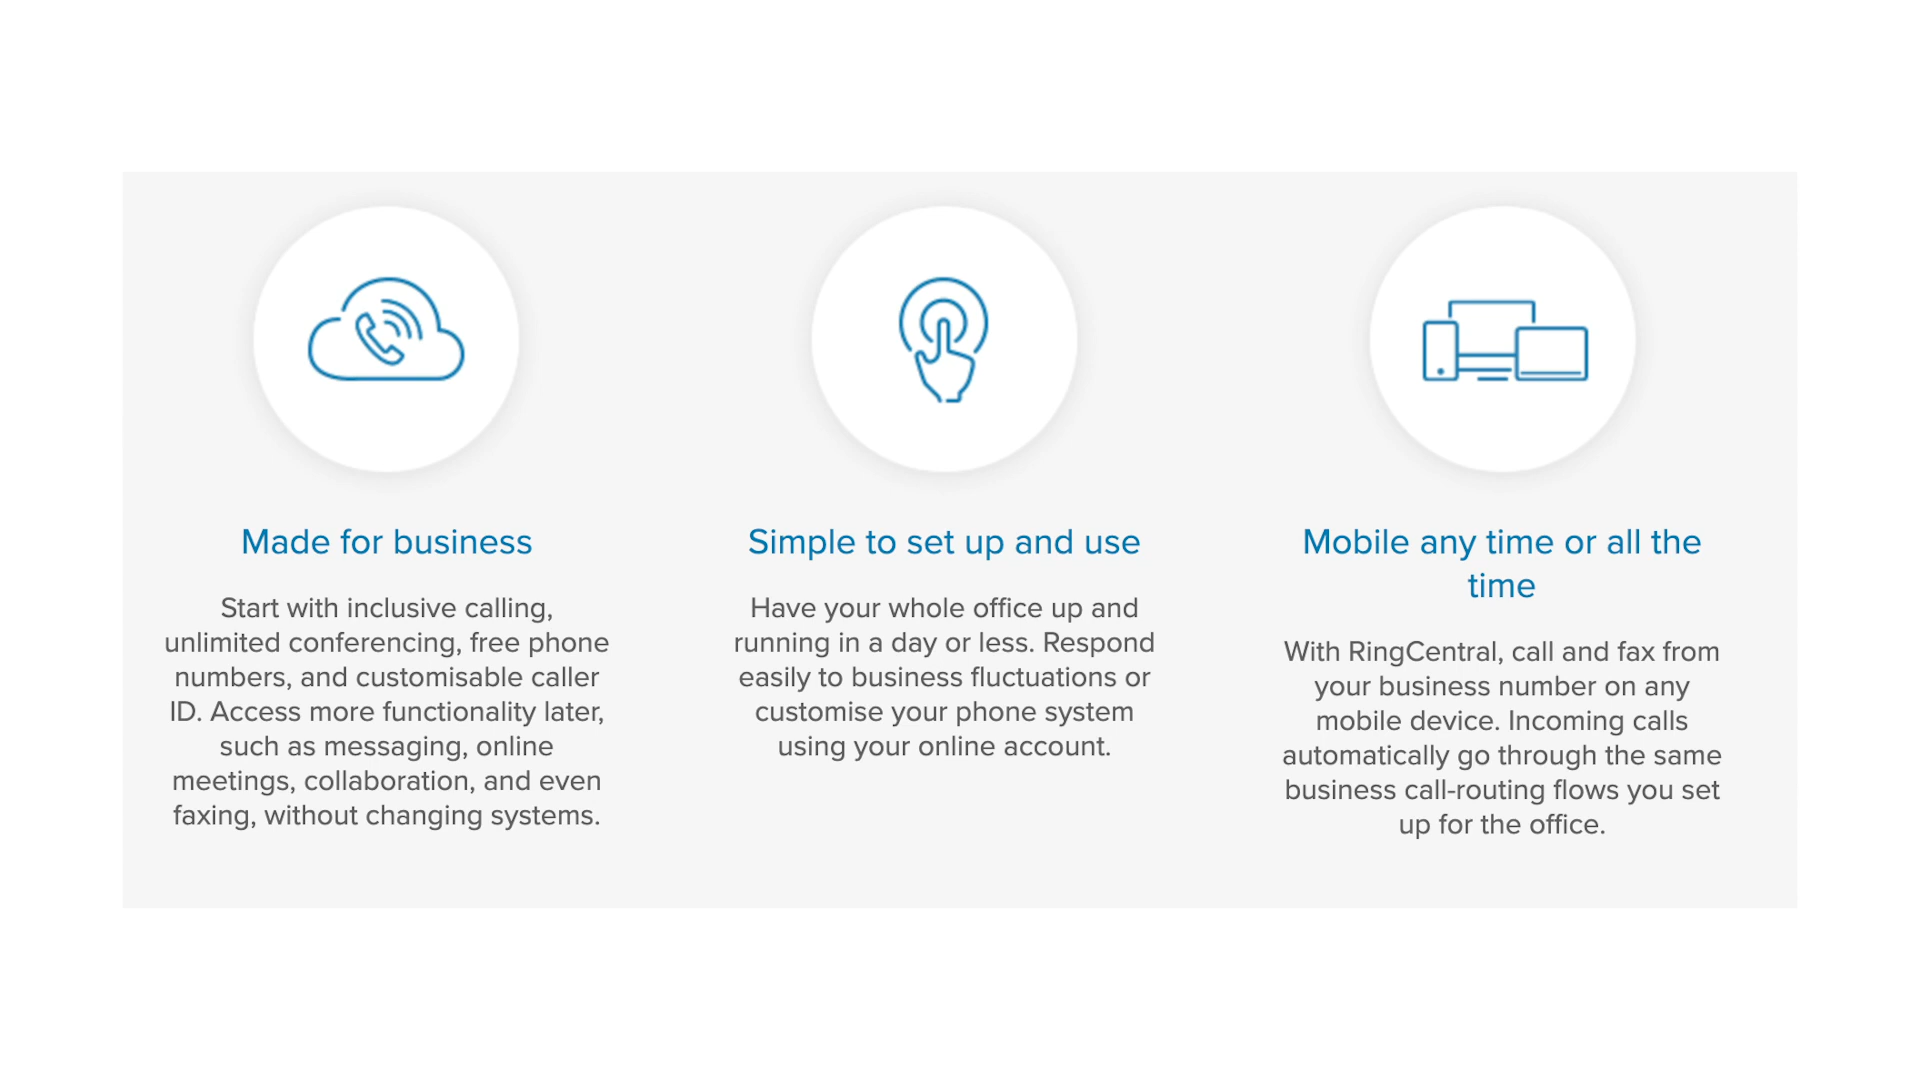 Made for business
Start with inclusive calling,
unlimited conferencing, free phone
numbers, and customisable caller
ID. Access more functionality later,
such as messaging, online
meetings, collaboration, and even
faxing, without changing systems.
Simple to set up and use
Have your whole office up and
running in a day or less. Respond
easily to business fluctuations or
customise your phone system
using your online account.
Mobile any time or all the
time
With RingCentral, call and fax from
your business number on any
mobile device. Incoming calls
automatically go through the same
business call-routing flows you set
up for the office.